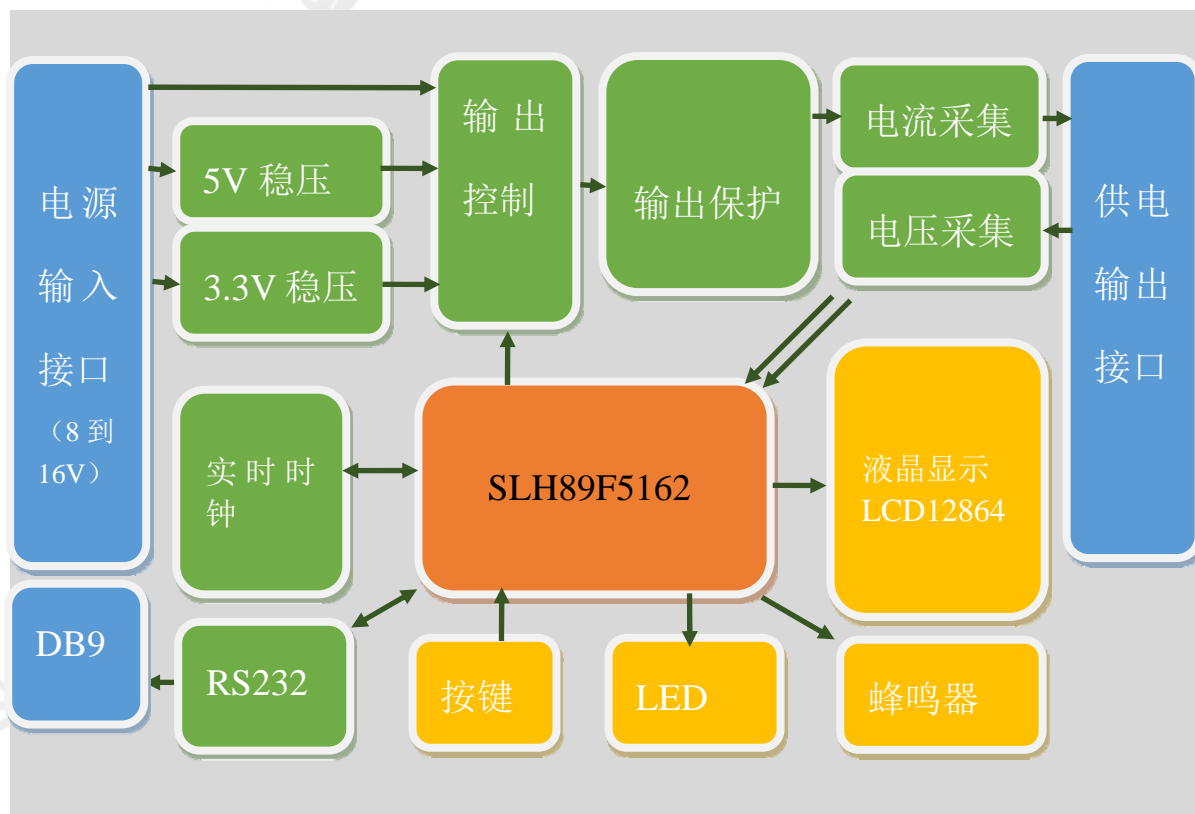 电 源
输 入
接口
（8 到
16V）
5V 稳压
3.3V 稳压
输 出
控制
输出保护
电流采集
电压采集
供电
输出
接口
实 时 时
钟
SLH89F5162
液晶显示
LCD12864
DB9
RS232
按键
LED
蜂鸣器